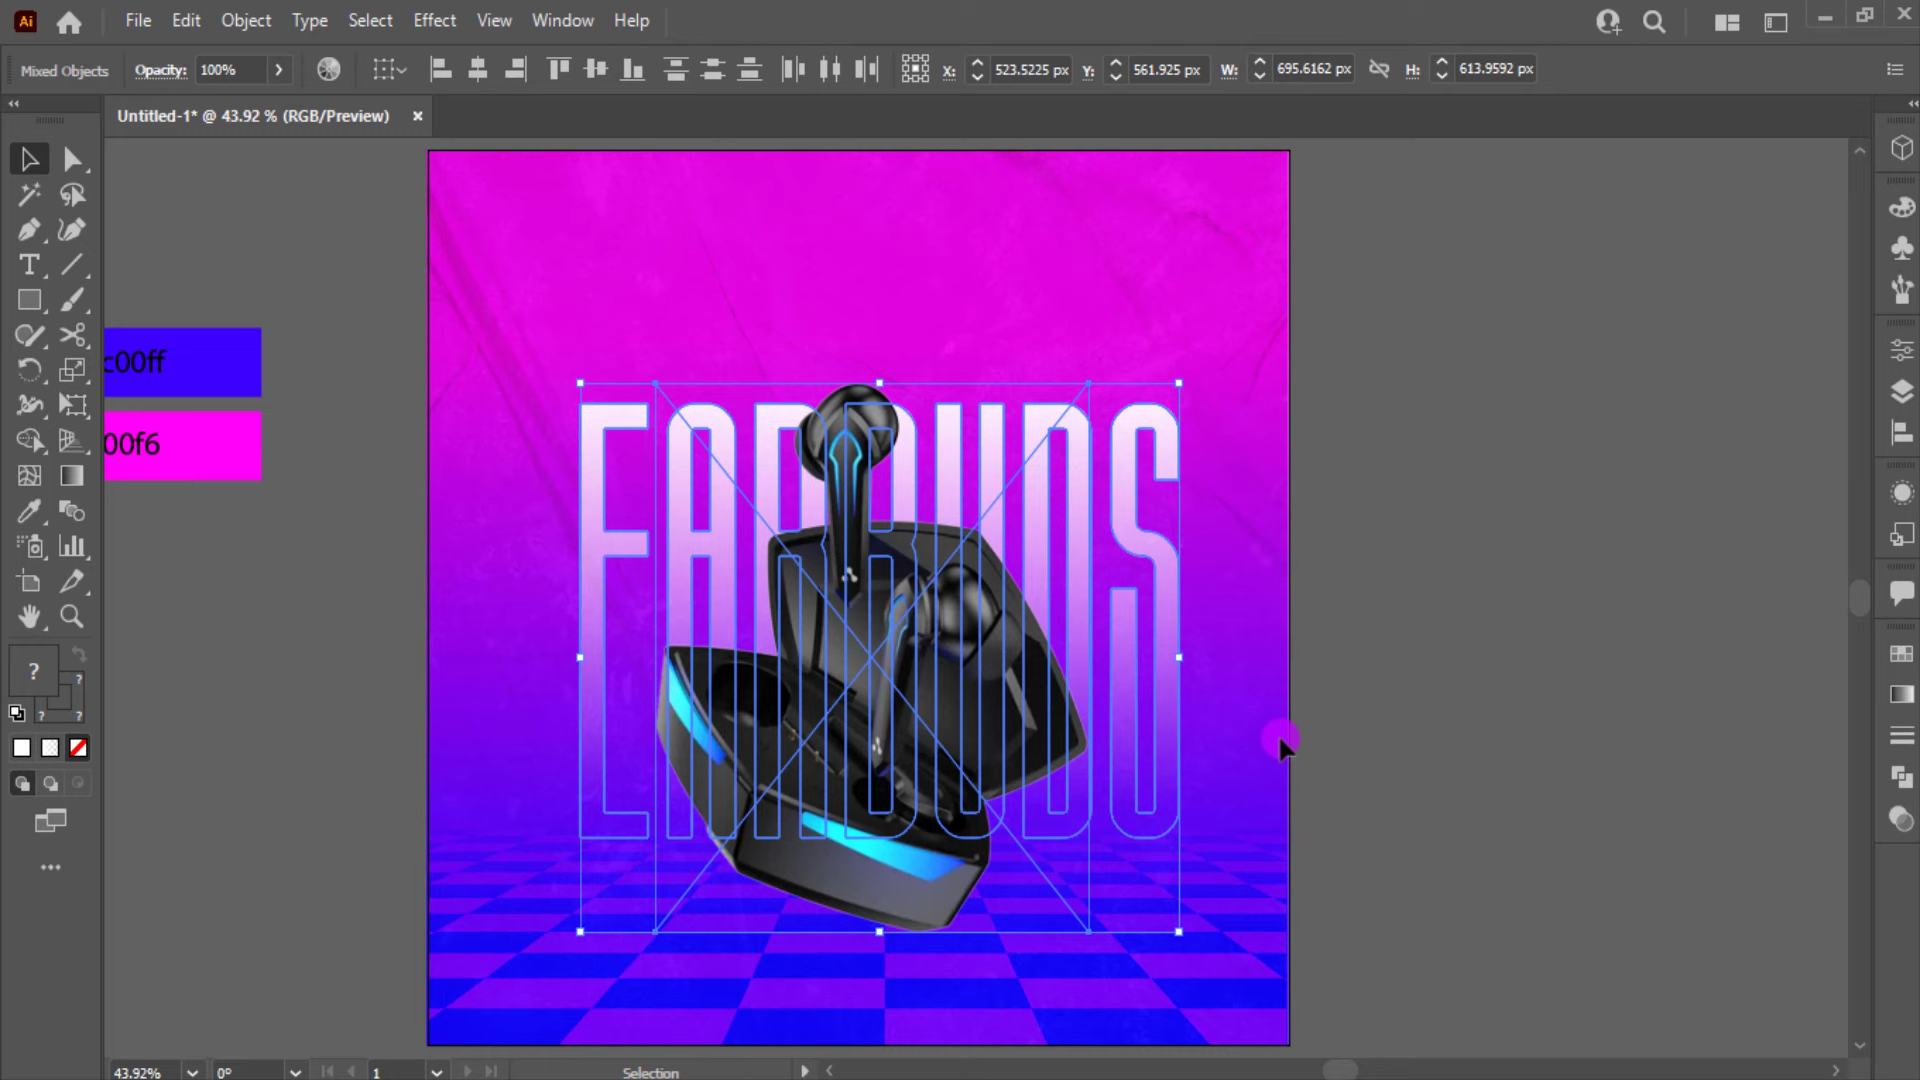 Ai File Edit Object Type Select Effect View Window Help
Mixed Objects Opacity: 100% X: 523.5225 px Y: 561.925 px W: 695.6162 px H: 613.9592 px
Untitled-1* @ 43.92 % (RGB/Preview) ×
c00ff
00f6
EARBUDS
?
?
? ?
43.92% 0° 1 Selection